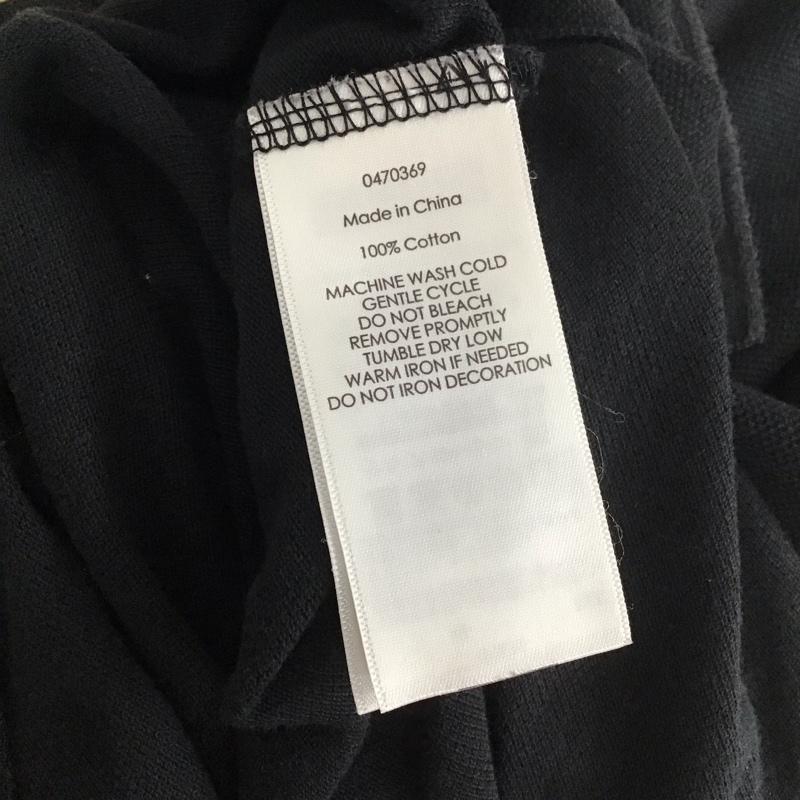 0470369
Made in China
100% Cotton
MACHINE WASH COLD
GENTLE CYCLE
DO NOT BLEACH
REMOVE PROMPTLY
TUMBLE DRY LOW
WARM IRON IF NEEDED
DO NOT IRON DECORATION